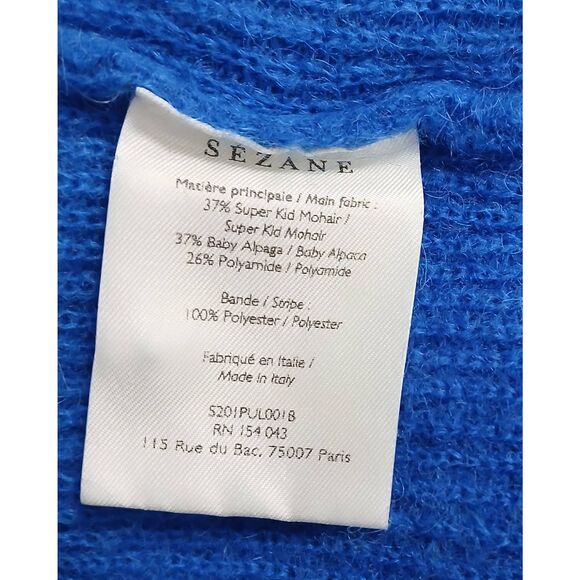 SÉZANE
Matière principale / Main fabric :
37% Super Kid Mohair /
Super Kid Mohair
37% Baby Alpaga / Baby Alpaca
26% Polyamide / Polyamide
Bande / Stripe :
100% Polyester / Polyester
Fabriqué en Italie /
Made in Italy
S201PUL001B
RN 154 043
115 Rue du Bac, 75007 Paris